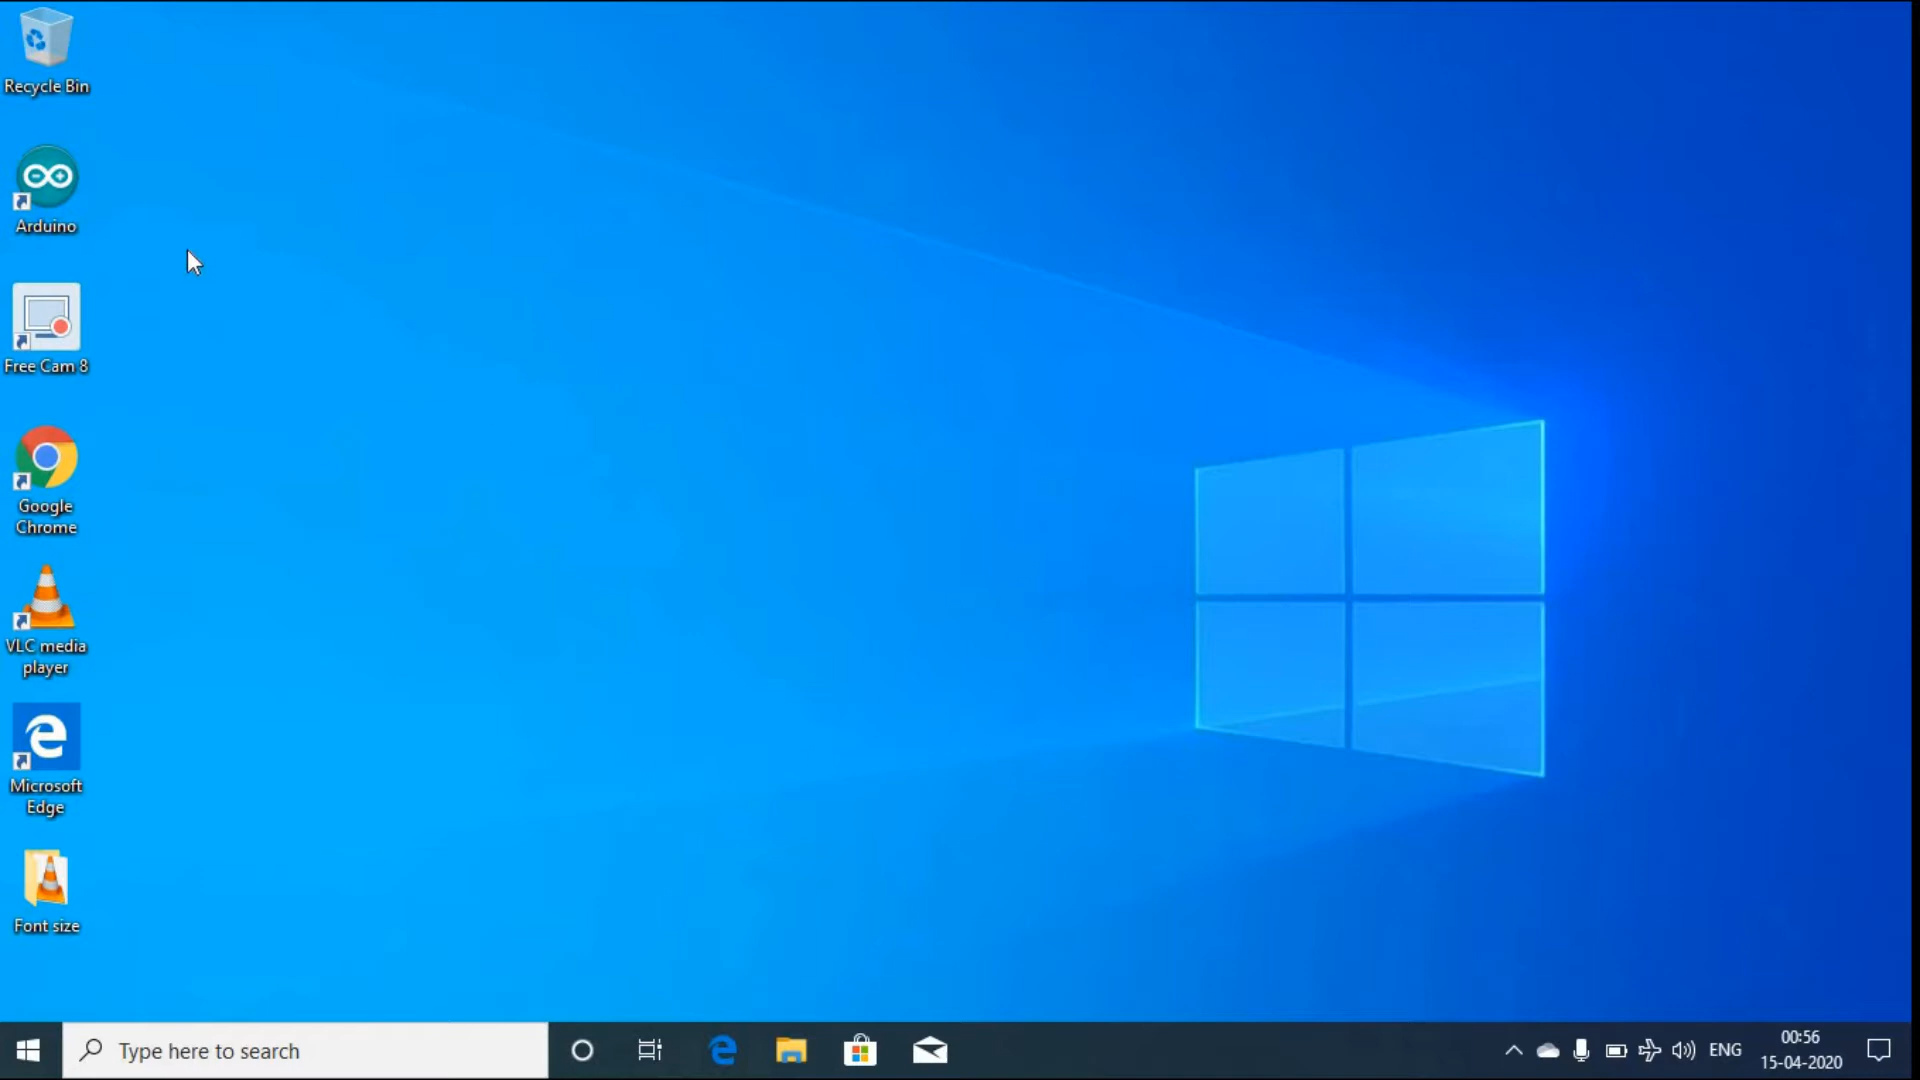 Recycle Bin
Arduino
Free Cam 8
Google
Chrome
VLC media
player
Microsoft
Edge
Font size
Type here to search
ENG
00:56
15-04-2020